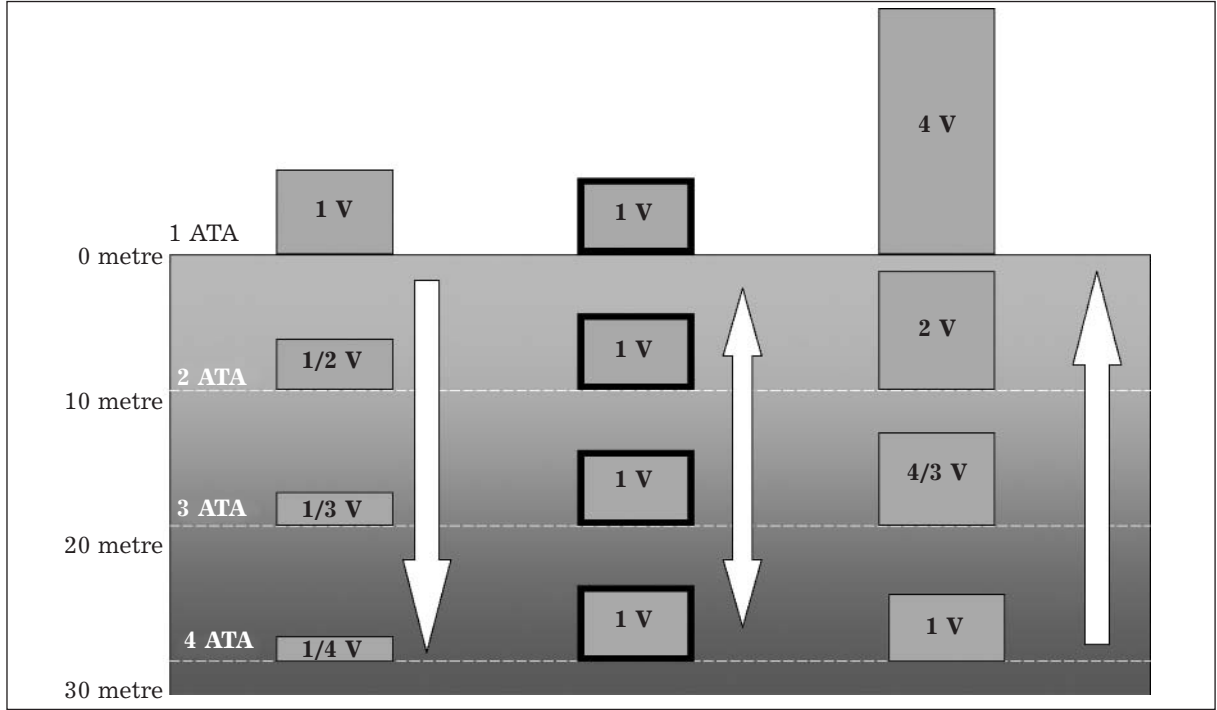 4 V
1 V 1 V
1 ATA
0 metre
2 V
1/2 V 1 V
2 ATA
10 metre
1/3 V 1 V 4/3 V
3 ATA
20 metre
1 V 1 V
4 ATA 1/4 V
30 metre